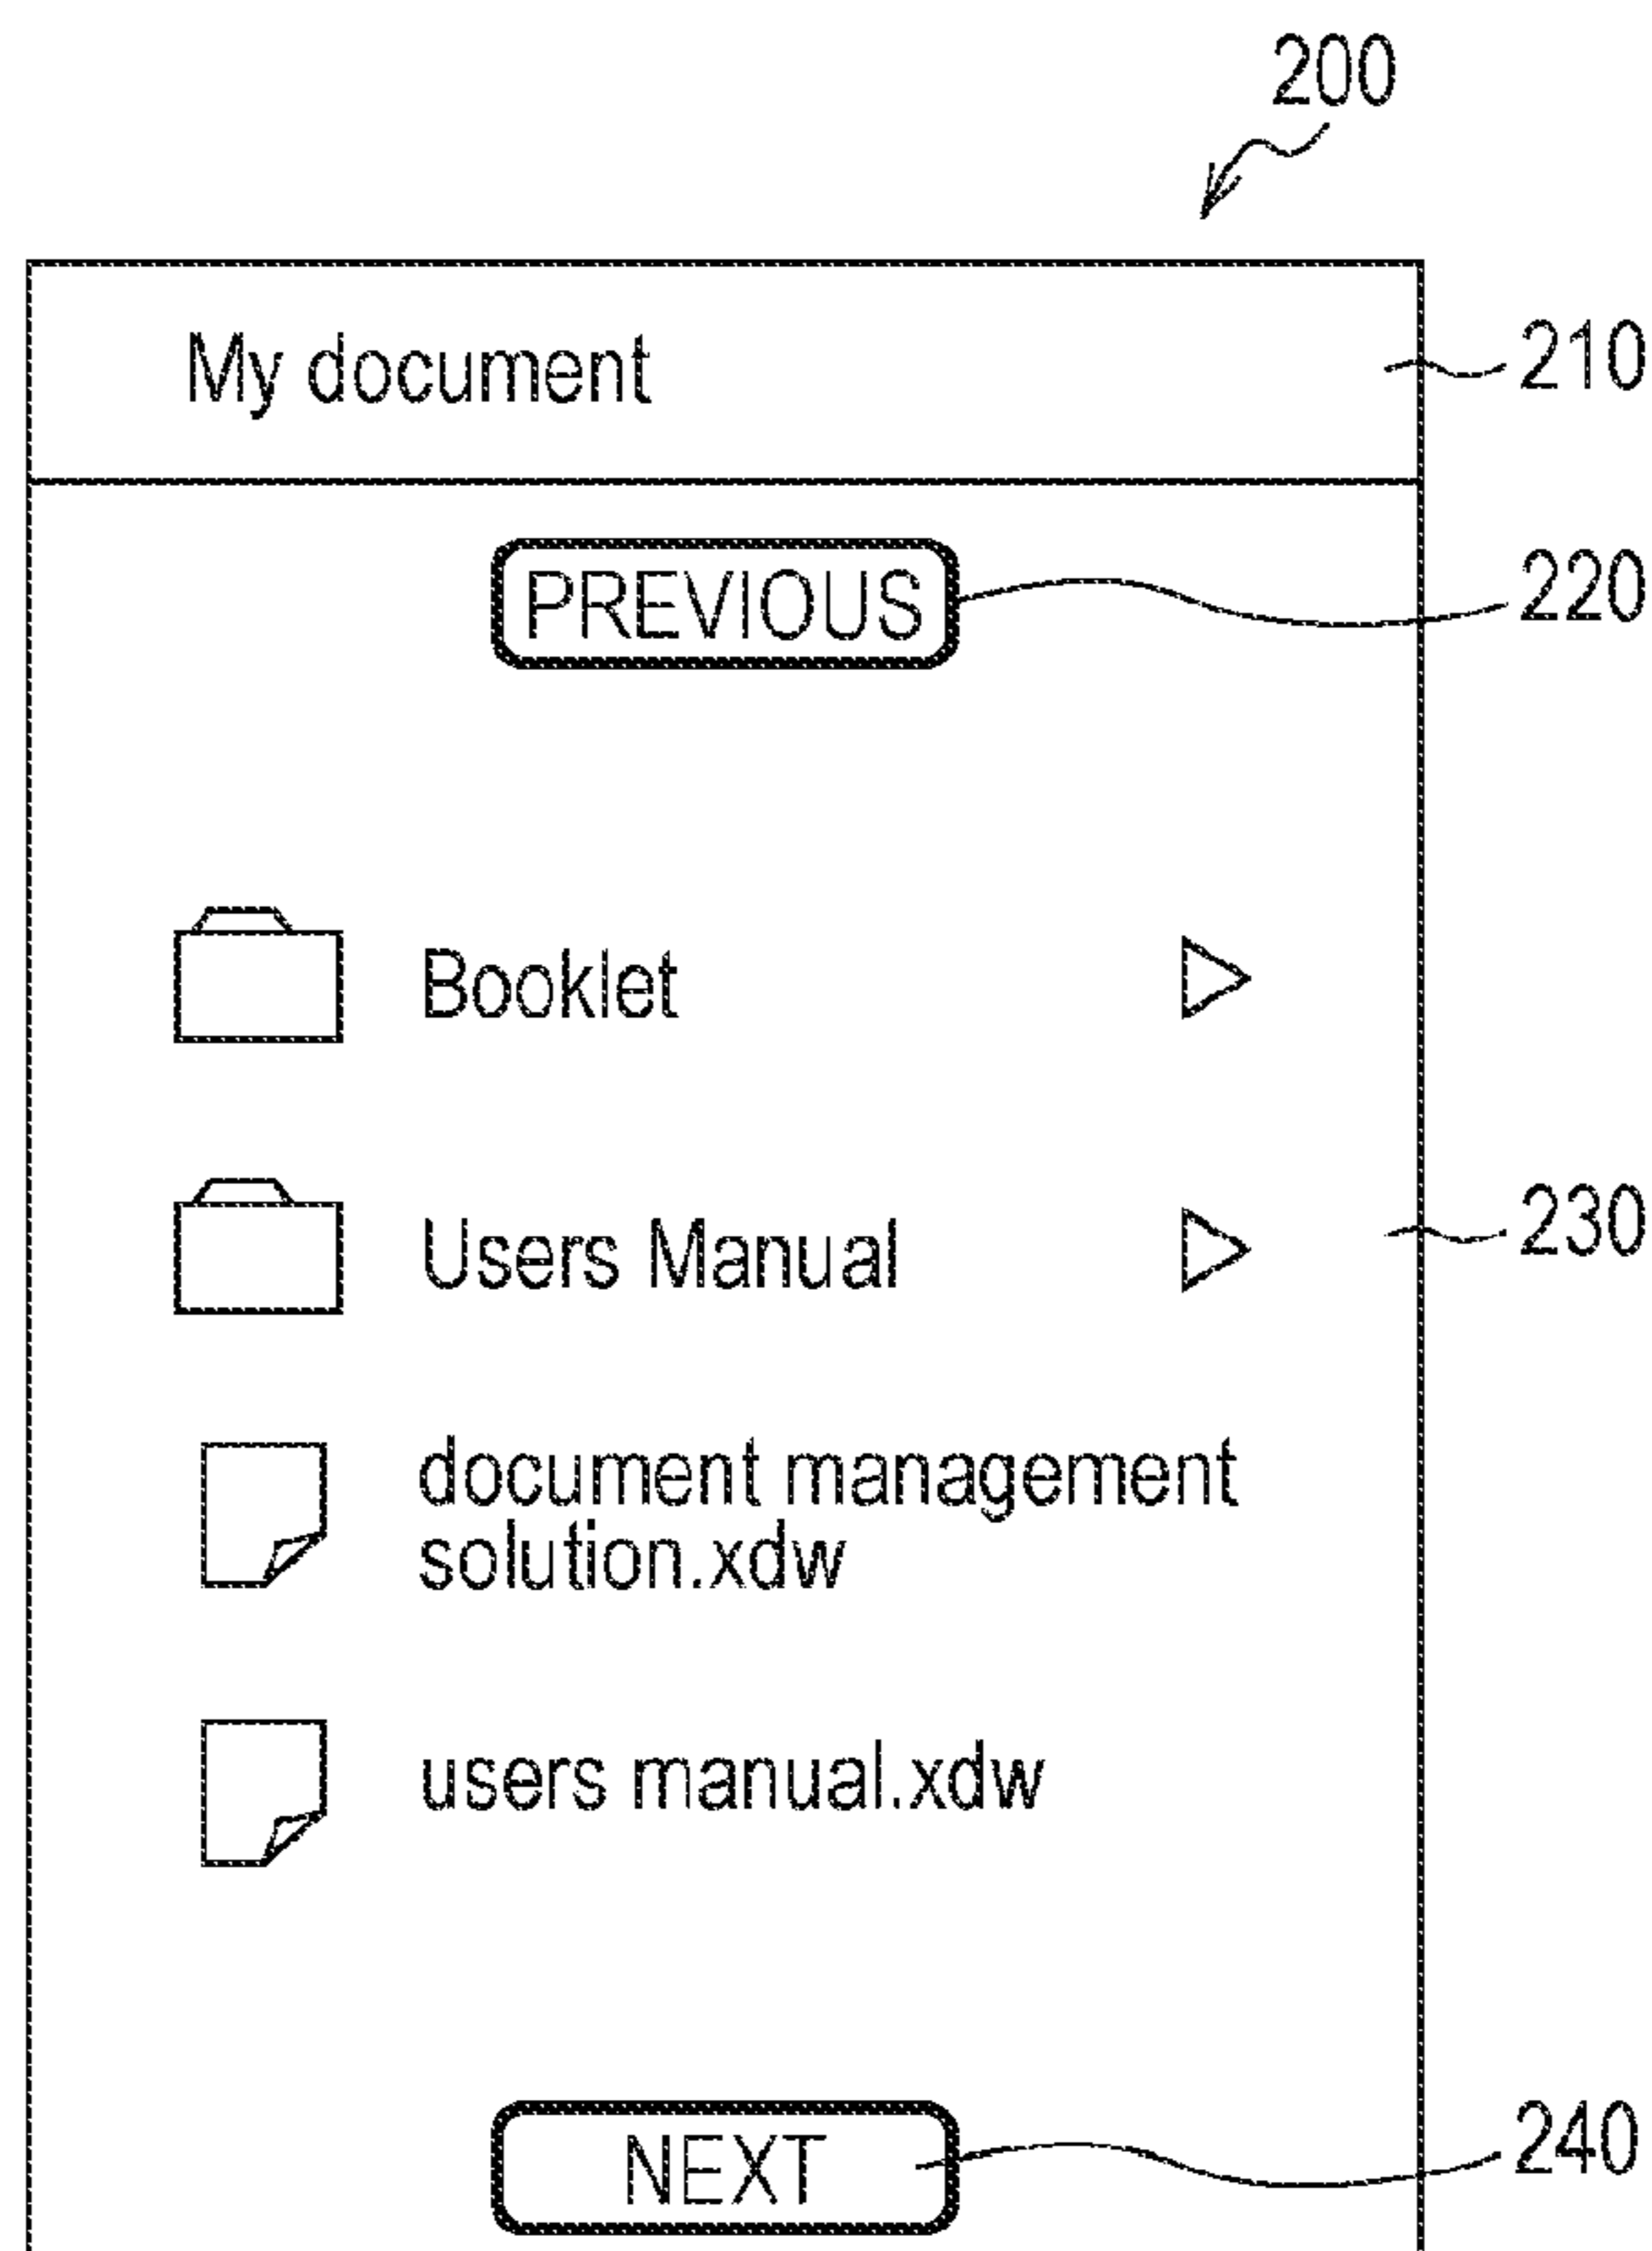 200
My document
210
PREVIOUS
220
Booklet
Users Manual
230
document management
solution.xdw
users manual.xdw
NEXT
240